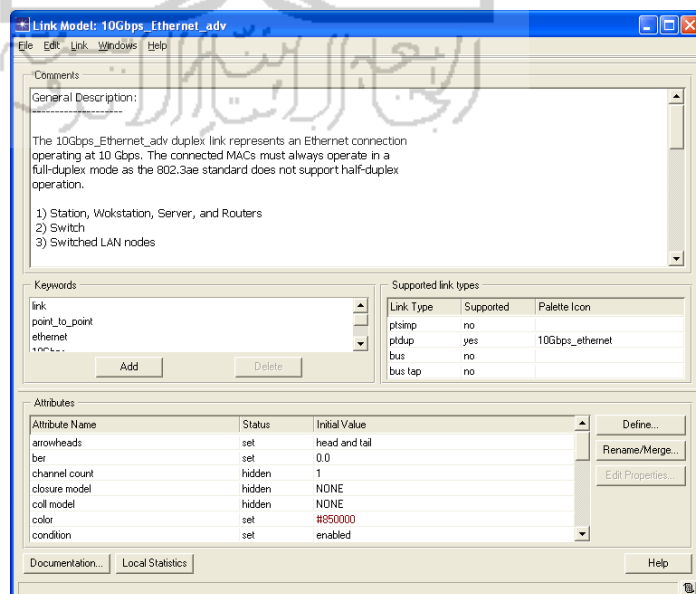 Link Model: 10Gbps_Ethernet_adv
File Edit Link Windows Help
Comments
General Description:
--------------------
The 10Gbps_Ethernet_adv duplex link represents an Ethernet connection
operating at 10 Gbps. The connected MACs must always operate in a
full-duplex mode as the 802.3ae standard does not support half-duplex
operation.
1) Station, Wokstation, Server, and Routers
2) Switch
3) Switched LAN nodes
Keywords
link
point_to_point
ethernet
Add Delete
Supported link types
Link Type Supported Palette Icon
ptsimp no
ptdup yes 10Gbps_ethernet
bus no
bus tap no
Attributes
Attribute Name Status Initial Value
arrowheads set head and tail
ber set 0.0
channel count hidden 1
closure model hidden NONE
coll model hidden NONE
color set #850000
condition set enabled
Define...
Rename/Merge...
Edit Properties...
Documentation... Local Statistics Help